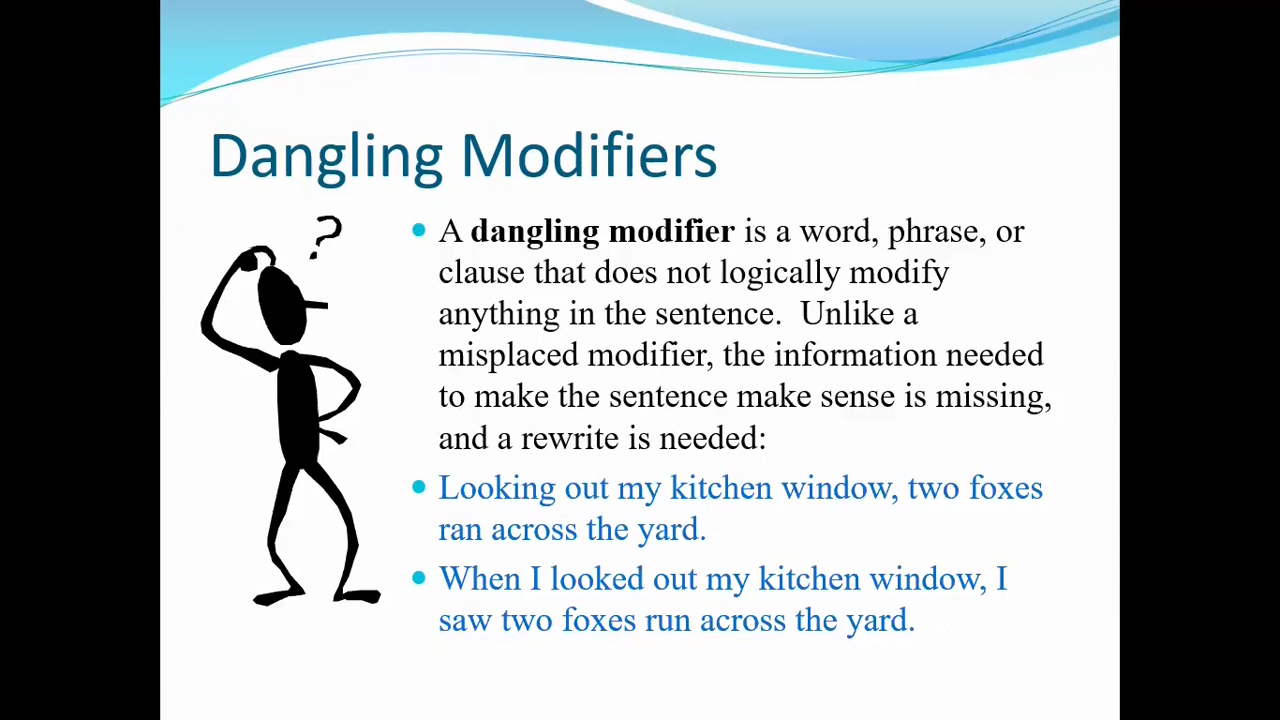 Dangling Modifiers
?
• A dangling modifier is a word, phrase, or
clause that does not logically modify
anything in the sentence.  Unlike a
misplaced modifier, the information needed
to make the sentence make sense is missing,
and a rewrite is needed:
• Looking out my kitchen window, two foxes
ran across the yard.
• When I looked out my kitchen window, I
saw two foxes run across the yard.